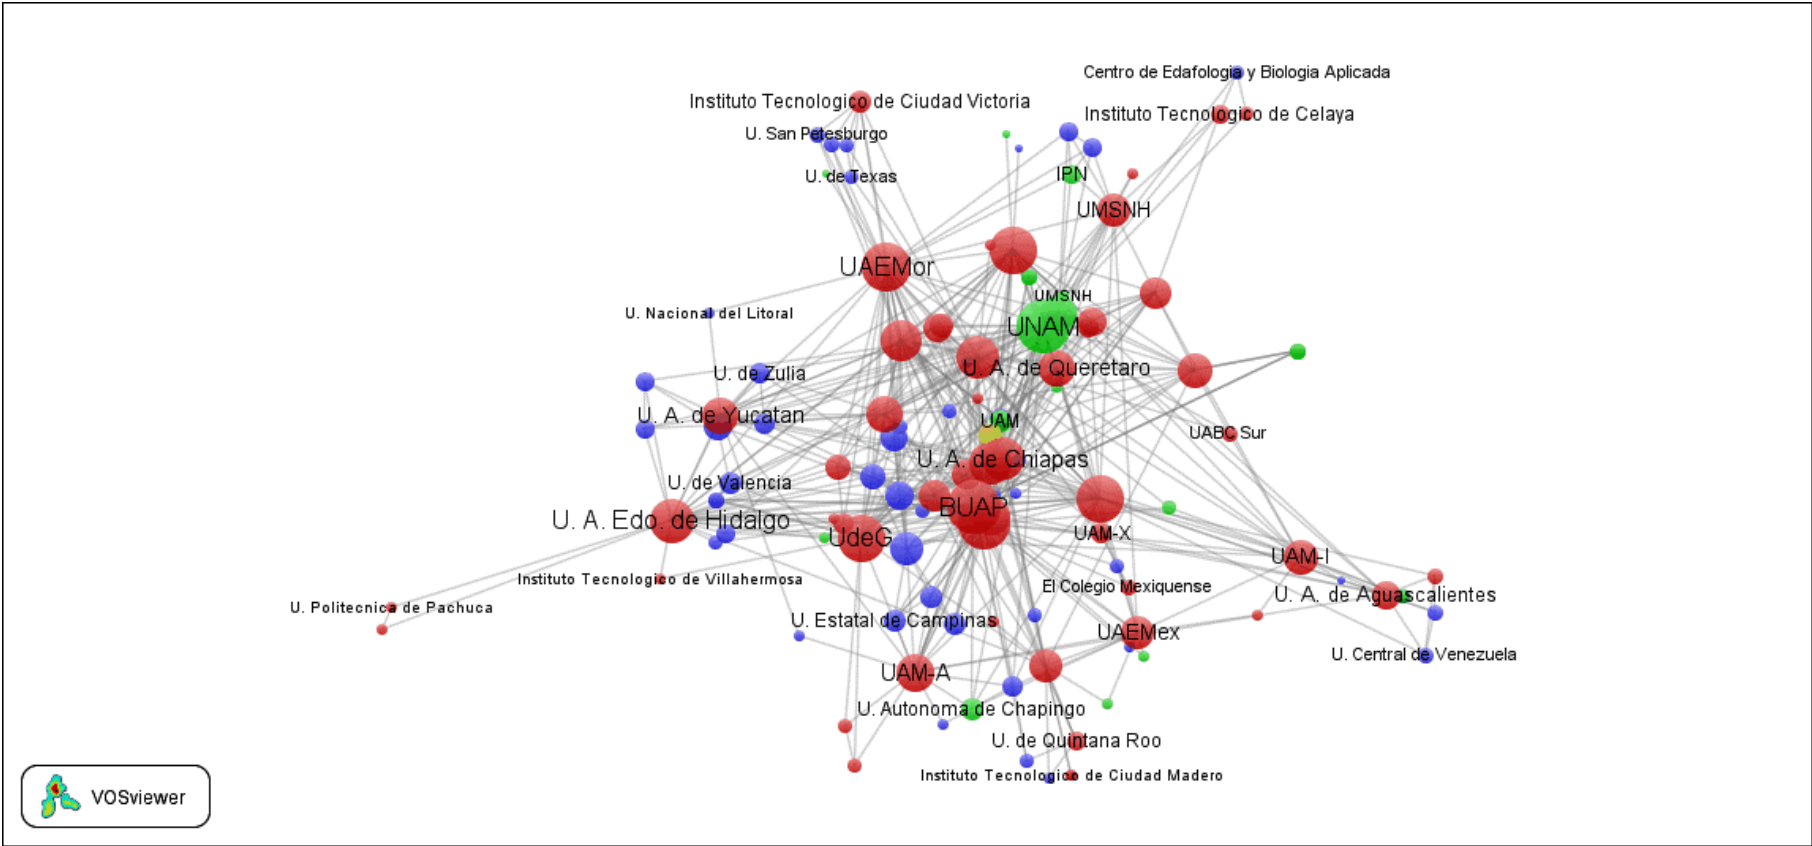 Centro de Edafologia y Biologia Aplicada
Instituto Tecnologico de Ciudad Victoria
Instituto Tecnologico de Celaya
U. San Petesburgo
IPN
U. de Texas
UMSNH
UAEMor
UMSNH
U. Nacional del Litoral
UNAM
U. A. de Queretaro
U. de Zulia
U. A. de Yucatan
UAM
UABC Sur
U. A. de Chiapas
U. de Valencia
BUAP
U. A. Edo. de Hidalgo
UAM-X
UdeG
UAM-I
Instituto Tecnologico de Villahermosa
El Colegio Mexiquense
U. A. de Aguascalientes
U. Politecnica de Pachuca
U. Estatal de Campinas
UAEMex
U. Central de Venezuela
UAM-A
U. Autonoma de Chapingo
U. de Quintana Roo
Instituto Tecnologico de Ciudad Madero
VOSviewer